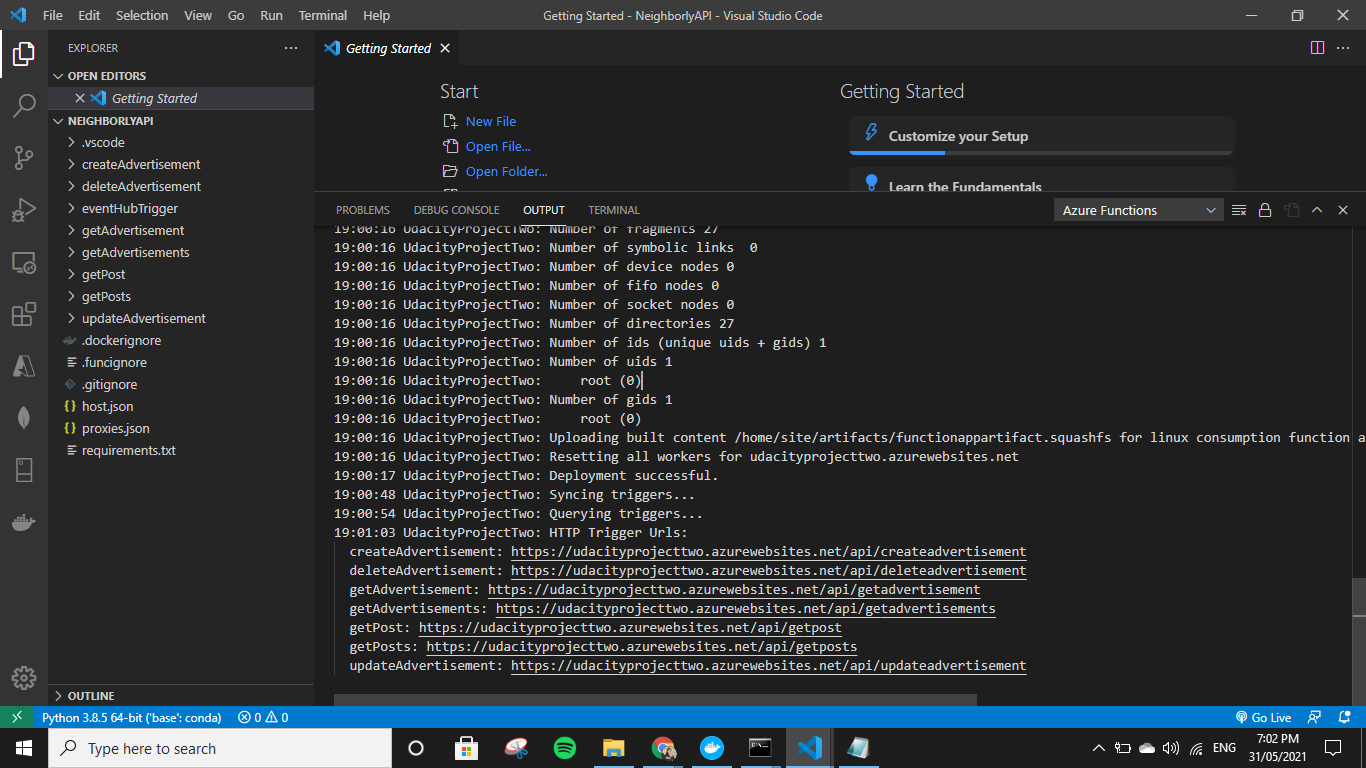 File Edit Selection View Go Run Terminal Help Getting Started - NeighborlyAPI - Visual Studio Code
EXPLORER
OPEN EDITORS
Getting Started
NEIGHBORLYAPI
.vscode
createAdvertisement
deleteAdvertisement
eventHubTrigger
getAdvertisement
getAdvertisements
getPost
getPosts
updateAdvertisement
.dockerignore
.funcignore
.gitignore
host.json
proxies.json
requirements.txt
OUTLINE
Getting Started
Start
New File
Open File...
Open Folder...
Getting Started
Customize your Setup
Learn the Fundamentals
PROBLEMS DEBUG CONSOLE OUTPUT TERMINAL Azure Functions
19:00:16 UdacityProjectTwo: Number of fragments 27
19:00:16 UdacityProjectTwo: Number of symbolic links  0
19:00:16 UdacityProjectTwo: Number of device nodes 0
19:00:16 UdacityProjectTwo: Number of fifo nodes 0
19:00:16 UdacityProjectTwo: Number of socket nodes 0
19:00:16 UdacityProjectTwo: Number of directories 27
19:00:16 UdacityProjectTwo: Number of ids (unique uids + gids) 1
19:00:16 UdacityProjectTwo: Number of uids 1
19:00:16 UdacityProjectTwo:     root (0)
19:00:16 UdacityProjectTwo: Number of gids 1
19:00:16 UdacityProjectTwo:     root (0)
19:00:16 UdacityProjectTwo: Uploading built content /home/site/artifacts/functionappartifact.squashfs for linux consumption function a
19:00:16 UdacityProjectTwo: Resetting all workers for udacityprojecttwo.azurewebsites.net
19:00:17 UdacityProjectTwo: Deployment successful.
19:00:48 UdacityProjectTwo: Syncing triggers...
19:00:54 UdacityProjectTwo: Querying triggers...
19:01:03 UdacityProjectTwo: HTTP Trigger Urls:
createAdvertisement: https://udacityprojecttwo.azurewebsites.net/api/createadvertisement
deleteAdvertisement: https://udacityprojecttwo.azurewebsites.net/api/deleteadvertisement
getAdvertisement: https://udacityprojecttwo.azurewebsites.net/api/getadvertisement
getAdvertisements: https://udacityprojecttwo.azurewebsites.net/api/getadvertisements
getPost: https://udacityprojecttwo.azurewebsites.net/api/getpost
getPosts: https://udacityprojecttwo.azurewebsites.net/api/getposts
updateAdvertisement: https://udacityprojecttwo.azurewebsites.net/api/updateadvertisement
Python 3.8.5 64-bit ('base': conda) 0 0 Go Live
Type here to search
ENG
7:02 PM
31/05/2021